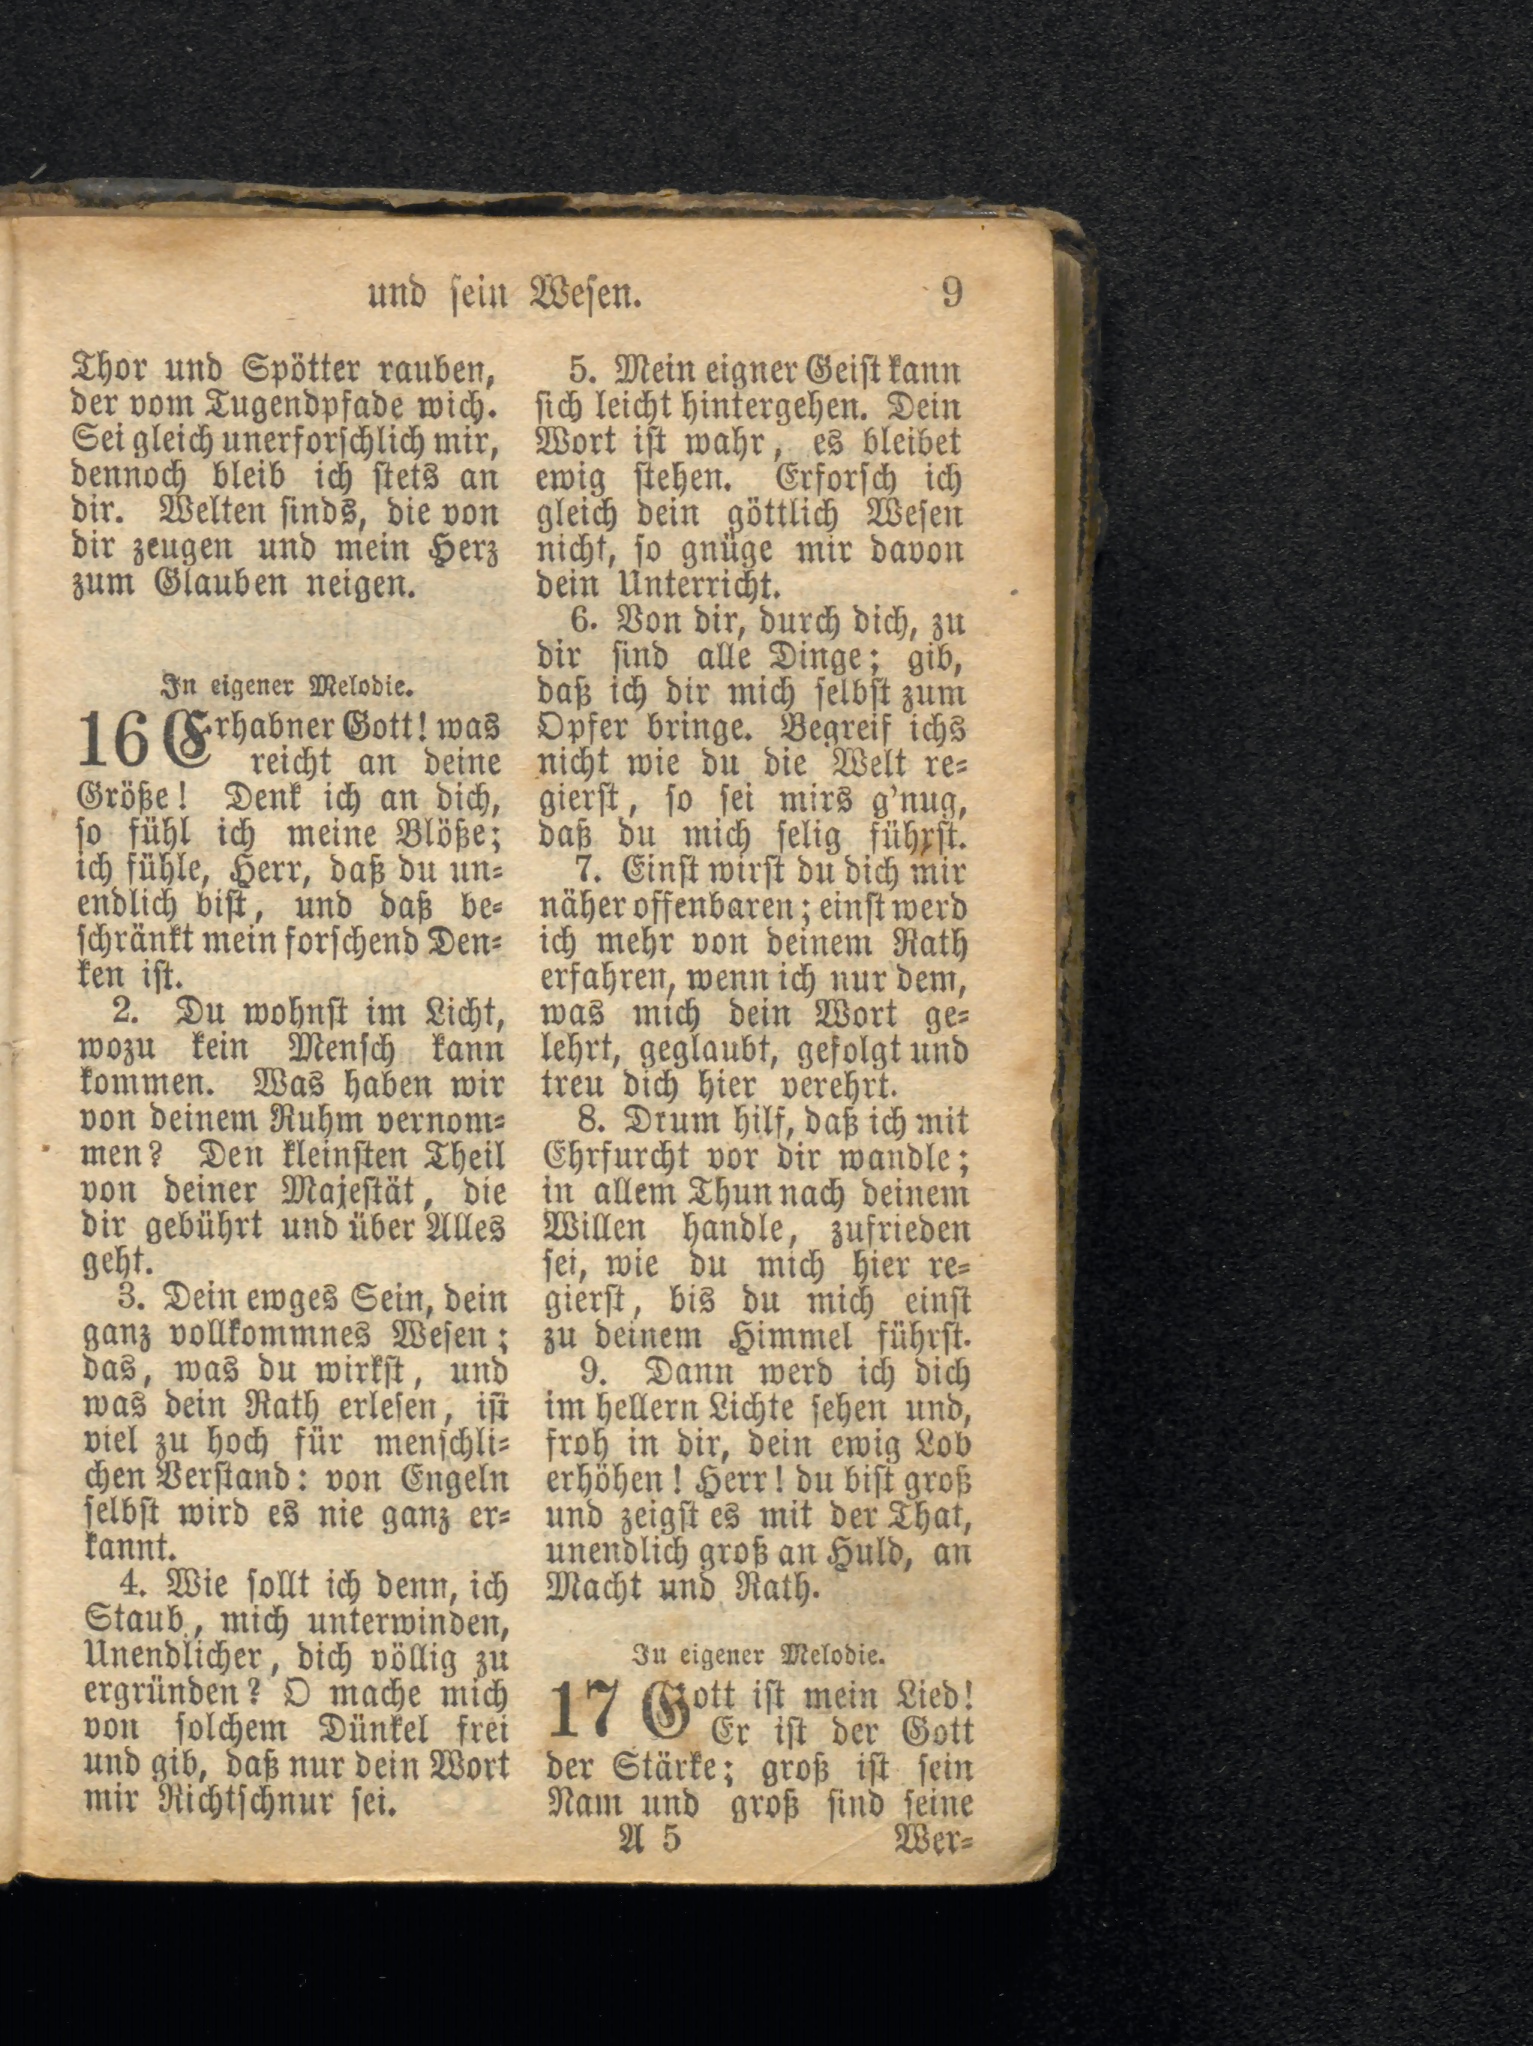 und sein Wesen. 9
Thor und Spötter rauben,
der vom Tugendpfade wich.
Sei gleich unerforschlich mir,
dennoch bleib ich stets an
dir. Welten sinds, die von
dir zeugen und mein Herz
zum Glauben neigen.
In eigener Melodie.
16 Erhabner Gott! was
reicht an deine
Größe! Denk ich an dich,
so fühl ich meine Blöße;
ich fühle, Herr, daß du un-
endlich bist, und daß be-
schränkt mein forschend Den-
ken ist.
2. Du wohnst im Licht,
wozu kein Mensch kann
kommen. Was haben wir
von deinem Ruhm vernom-
men? Den kleinsten Theil
von deiner Majestät, die
dir gebührt und über Alles
geht.
3. Dein ewges Sein, dein
ganz vollkommnes Wesen;
das, was du wirkst, und
was dein Rath erlesen, ist
viel zu hoch für menschli-
chen Verstand: von Engeln
selbst wird es nie ganz er-
kannt.
4. Wie sollt ich denn, ich
Staub, mich unterwinden,
Unendlicher, dich völlig zu
ergründen? O mache mich
von solchem Dünkel frei
und gib, daß nur dein Wort
mir Richtschnur sei.
5. Mein eigner Geist kann
sich leicht hintergehen. Dein
Wort ist wahr, es bleibet
ewig stehen. Erforsch ich
gleich dein göttlich Wesen
nicht, so gnüge mir davon
dein Unterricht.
6. Von dir, durch dich, zu
dir sind alle Dinge; gib,
daß ich dir mich selbst zum
Opfer bringe. Begreif ichs
nicht wie du die Welt re-
gierst, so sei mirs g'nug,
daß du mich selig führst.
7. Einst wirst du dich mir
näher offenbaren; einst werd
ich mehr von deinem Rath
erfahren, wenn ich nur dem,
was mich dein Wort ge-
lehrt, geglaubt, gefolgt und
treu dich hier verehrt.
8. Drum hilf, daß ich mit
Ehrfurcht vor dir wandle;
in allem Thun nach deinem
Willen handle, zufrieden
sei, wie du mich hier re-
gierst, bis du mich einst
zu deinem Himmel führst.
9. Dann werd ich dich
im hellern Lichte sehen und,
froh in dir, dein ewig Lob
erhöhen! Herr! du bist groß
und zeigst es mit der That,
unendlich groß an Huld, an
Macht und Rath.
In eigener Melodie.
17 Gott ist mein Lied!
Er ist der Gott
der Stärke; groß ist sein
Nam und groß sind seine
A 5 Wer-